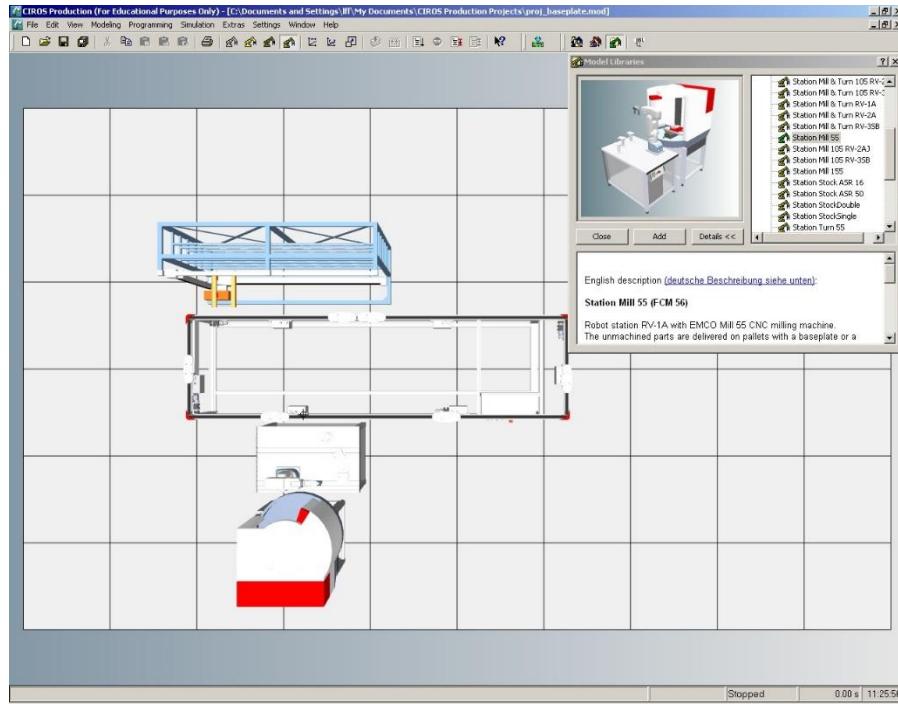 CIROS Production (For Educational Purposes Only) - [C:\Documents and Settings\lff\My Documents\CIROS Production Projects\proj_baseplate.mod]
File Edit View Modeling Programming Simulation Extras Settings Window Help
Model Libraries
Station Mill & Turn 105 RV-
Station Mill & Turn 105 RV-
Station Mill & Turn RV-1A
Station Mill & Turn RV-2A
Station Mill & Turn RV-3SB
Station Mill 55
Station Mill 105 RV-2AJ
Station Mill 105 RV-3SB
Station Mill 155
Station Stock ASR 16
Station Stock ASR 50
Station StockDouble
Station StockSingle
Station Turn 55
Close Add Details <<
English description (deutsche Beschreibung siehe unten):
Station Mill 55 (FCM 56)
Robot station RV-1A with EMCO Mill 55 CNC milling machine.
The unmachined parts are delivered on pallets with a baseplate or a
Stopped 0.00 s 11:25:56